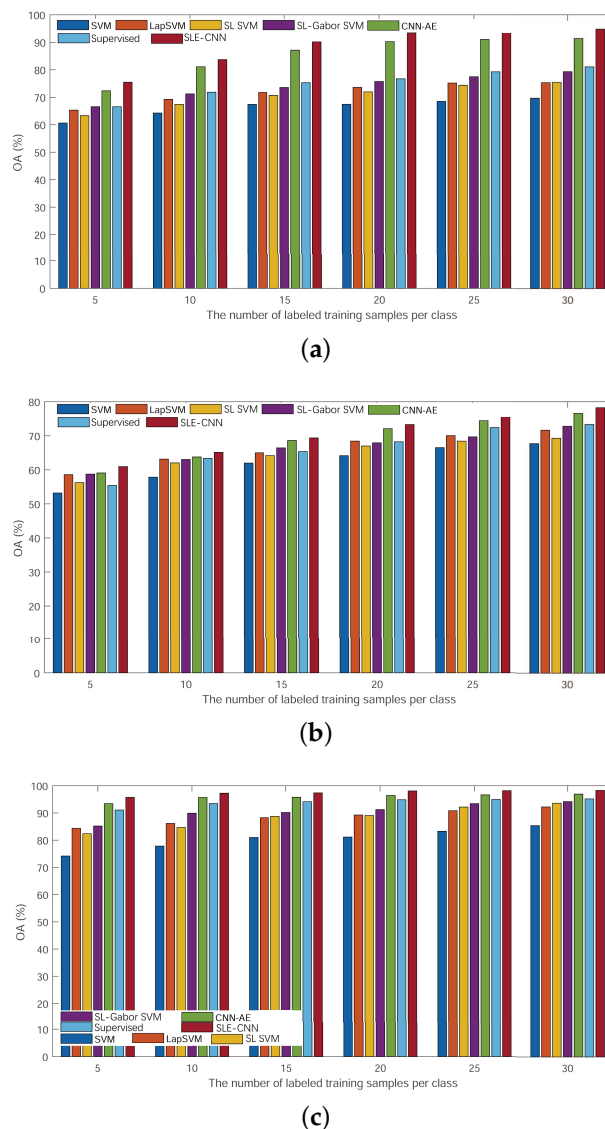 SVM LapSVM SL SVM SL-Gabor SVM CNN-AE
Supervised SLE-CNN
100
90
80
70
60
50
40
30
20
10
0
OA (%)
5 10 15 20 25 30
The number of labeled training samples per class
(a)
SVM LapSVM SL SVM SL-Gabor SVM CNN-AE
Supervised SLE-CNN
80
70
60
50
40
30
20
10
0
OA (%)
5 10 15 20 25 30
The number of labeled training samples per class
(b)
100
90
80
70
60
50
40
30
20
10
0
OA (%)
SL-Gabor SVM CNN-AE
Supervised SLE-CNN
SVM LapSVM SL SVM
5 10 15 20 25 30
The number of labeled training samples per class
(c)